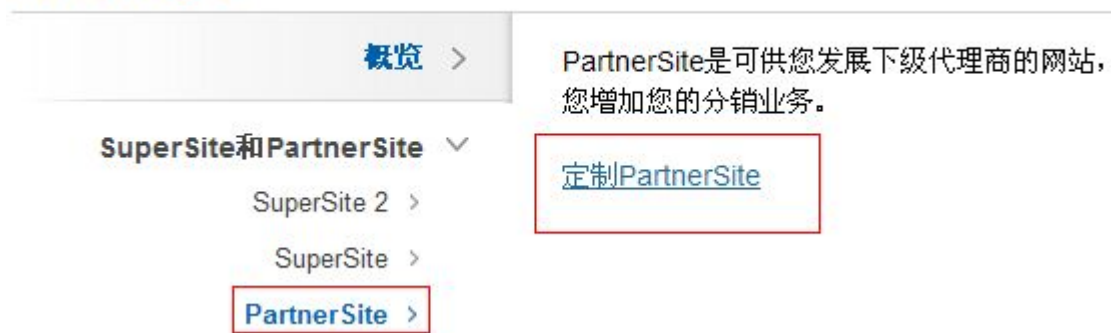 概览 >
SuperSite和PartnerSite
SuperSite 2 >
SuperSite >
PartnerSite >
PartnerSite是可供您发展下级代理商的网站，
您增加您的分销业务。
定制PartnerSite